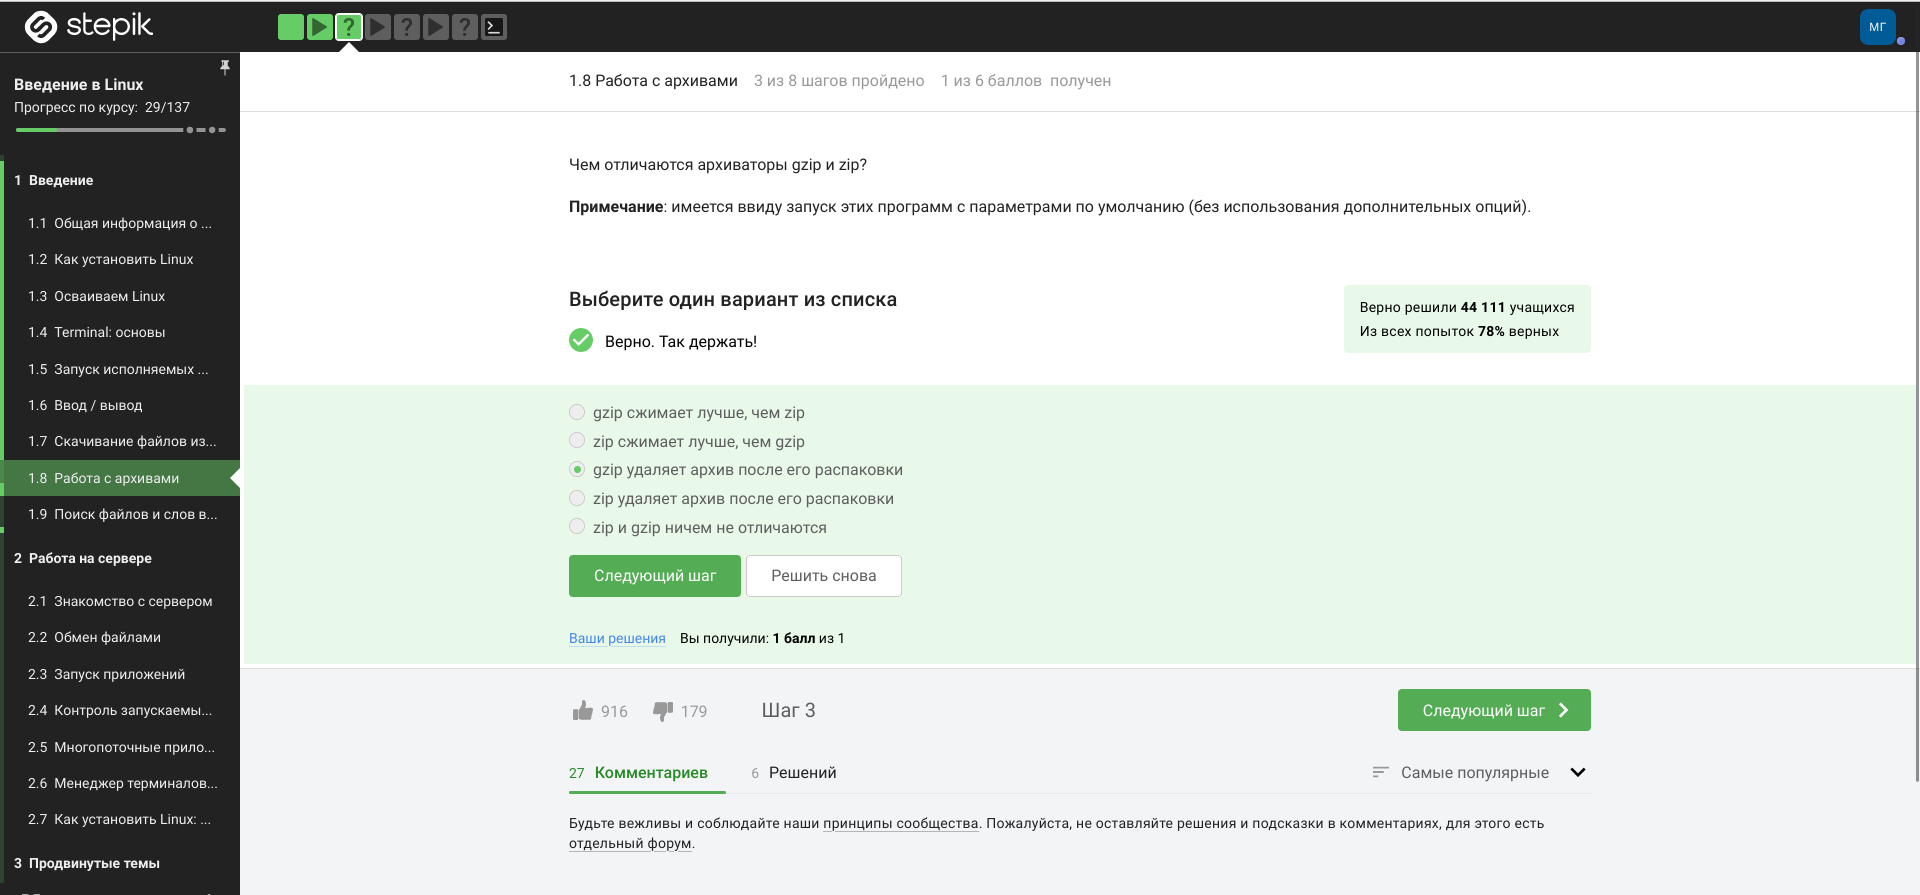 stepik
МГ
Введение в Linux
Прогресс по курсу: 29/137
1 Введение
1.1 Общая информация о ...
1.2 Как установить Linux
1.3 Осваиваем Linux
1.4 Terminal: основы
1.5 Запуск исполняемых ...
1.6 Ввод / вывод
1.7 Скачивание файлов из...
1.8 Работа с архивами
1.9 Поиск файлов и слов в...
2 Работа на сервере
2.1 Знакомство с сервером
2.2 Обмен файлами
2.3 Запуск приложений
2.4 Контроль запускаемы...
2.5 Многопоточные прило...
2.6 Менеджер терминалов...
2.7 Как установить Linux: ...
3 Продвинутые темы
1.8 Работа с архивами 3 из 8 шагов пройдено 1 из 6 баллов получен
Чем отличаются архиваторы gzip и zip?
Примечание: имеется ввиду запуск этих программ с параметрами по умолчанию (без использования дополнительных опций).
Выберите один вариант из списка
Верно. Так держать!
Верно решили 44 111 учащихся
Из всех попыток 78% верных
gzip сжимает лучше, чем zip
zip сжимает лучше, чем gzip
gzip удаляет архив после его распаковки
zip удаляет архив после его распаковки
zip и gzip ничем не отличаются
Следующий шаг Решить снова
Ваши решения Вы получили: 1 балл из 1
916 179 Шаг 3 Следующий шаг
27 Комментариев 6 Решений Самые популярные
Будьте вежливы и соблюдайте наши принципы сообщества. Пожалуйста, не оставляйте решения и подсказки в комментариях, для этого есть
отдельный форум.